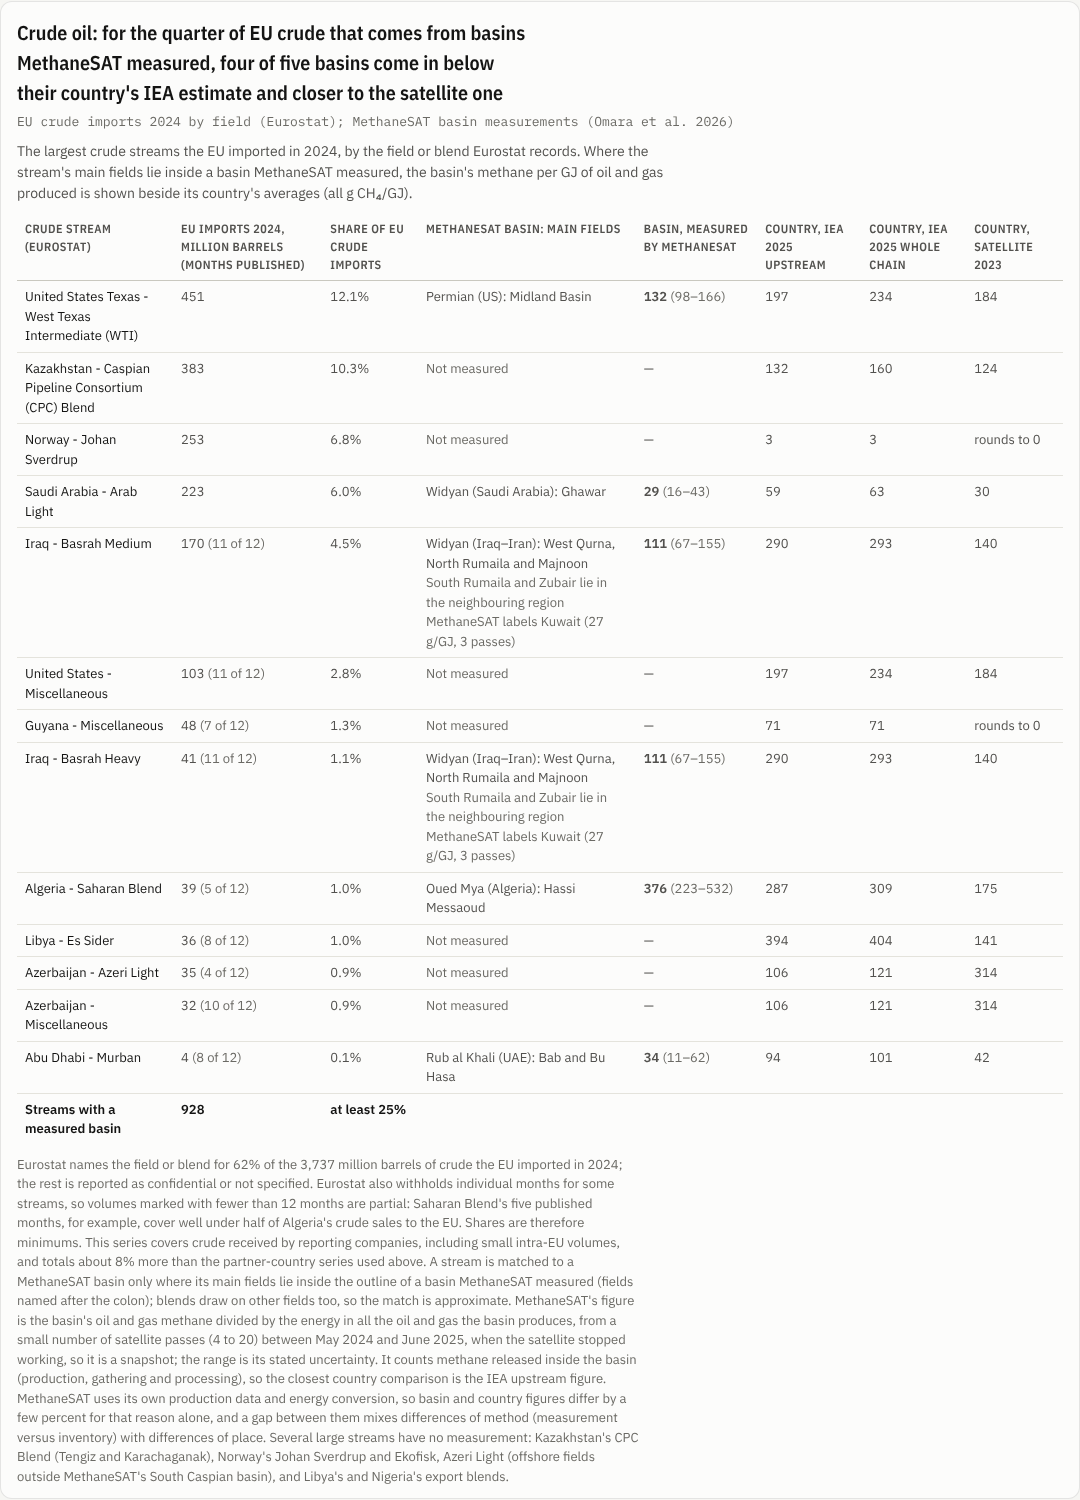 Crude oil: for the quarter of EU crude that comes from basins
MethaneSAT measured, four of five basins come in below
their country's IEA estimate and closer to the satellite one
EU crude imports 2024 by field (Eurostat); MethaneSAT basin measurements (Omara et al. 2026)
The largest crude streams the EU imported in 2024, by the field or blend Eurostat records. Where the
stream's main fields lie inside a basin MethaneSAT measured, the basin's methane per GJ of oil and gas
produced is shown beside its country's averages (all g CH₄/GJ).
CRUDE STREAM (EUROSTAT) EU IMPORTS 2024, MILLION BARRELS (MONTHS PUBLISHED) SHARE OF EU CRUDE IMPORTS METHANESAT BASIN: MAIN FIELDS BASIN, MEASURED BY METHANESAT COUNTRY, IEA 2025 UPSTREAM COUNTRY, IEA 2025 WHOLE CHAIN COUNTRY, SATELLITE 2023
United States Texas - West Texas Intermediate (WTI) 451 12.1% Permian (US): Midland Basin 132 (98–166) 197 234 184
Kazakhstan - Caspian Pipeline Consortium (CPC) Blend 383 10.3% Not measured — 132 160 124
Norway - Johan Sverdrup 253 6.8% Not measured — 3 3 rounds to 0
Saudi Arabia - Arab Light 223 6.0% Widyan (Saudi Arabia): Ghawar 29 (16–43) 59 63 30
Iraq - Basrah Medium 170 (11 of 12) 4.5% Widyan (Iraq–Iran): West Qurna, North Rumaila and Majnoon South Rumaila and Zubair lie in the neighbouring region MethaneSAT labels Kuwait (27 g/GJ, 3 passes) 111 (67–155) 290 293 140
United States - Miscellaneous 103 (11 of 12) 2.8% Not measured — 197 234 184
Guyana - Miscellaneous 48 (7 of 12) 1.3% Not measured — 71 71 rounds to 0
Iraq - Basrah Heavy 41 (11 of 12) 1.1% Widyan (Iraq–Iran): West Qurna, North Rumaila and Majnoon South Rumaila and Zubair lie in the neighbouring region MethaneSAT labels Kuwait (27 g/GJ, 3 passes) 111 (67–155) 290 293 140
Algeria - Saharan Blend 39 (5 of 12) 1.0% Oued Mya (Algeria): Hassi Messaoud 376 (223–532) 287 309 175
Libya - Es Sider 36 (8 of 12) 1.0% Not measured — 394 404 141
Azerbaijan - Azeri Light 35 (4 of 12) 0.9% Not measured — 106 121 314
Azerbaijan - Miscellaneous 32 (10 of 12) 0.9% Not measured — 106 121 314
Abu Dhabi - Murban 4 (8 of 12) 0.1% Rub al Khali (UAE): Bab and Bu Hasa 34 (11–62) 94 101 42
Streams with a measured basin 928 at least 25%
Eurostat names the field or blend for 62% of the 3,737 million barrels of crude the EU imported in 2024;
the rest is reported as confidential or not specified. Eurostat also withholds individual months for some
streams, so volumes marked with fewer than 12 months are partial: Saharan Blend's five published
months, for example, cover well under half of Algeria's crude sales to the EU. Shares are therefore
minimums. This series covers crude received by reporting companies, including small intra-EU volumes,
and totals about 8% more than the partner-country series used above. A stream is matched to a
MethaneSAT basin only where its main fields lie inside the outline of a basin MethaneSAT measured (fields
named after the colon); blends draw on other fields too, so the match is approximate. MethaneSAT's figure
is the basin's oil and gas methane divided by the energy in all the oil and gas the basin produces, from a
small number of satellite passes (4 to 20) between May 2024 and June 2025, when the satellite stopped
working, so it is a snapshot; the range is its stated uncertainty. It counts methane released inside the basin
(production, gathering and processing), so the closest country comparison is the IEA upstream figure.
MethaneSAT uses its own production data and energy conversion, so basin and country figures differ by a
few percent for that reason alone, and a gap between them mixes differences of method (measurement
versus inventory) with differences of place. Several large streams have no measurement: Kazakhstan's CPC
Blend (Tengiz and Karachaganak), Norway's Johan Sverdrup and Ekofisk, Azeri Light (offshore fields
outside MethaneSAT's South Caspian basin), and Libya's and Nigeria's export blends.